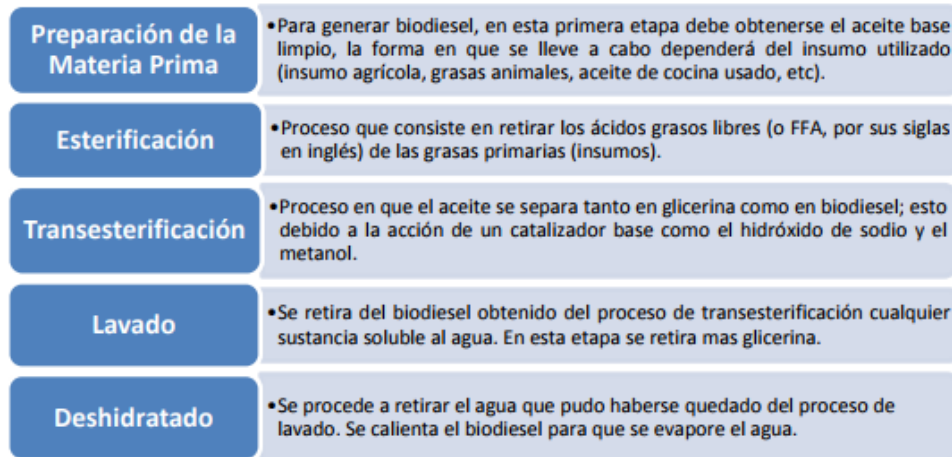 Preparación de la
Materia Prima
•Para generar biodiesel, en esta primera etapa debe obtenerse el aceite base
limpio, la forma en que se lleve a cabo dependerá del insumo utilizado
(insumo agrícola, grasas animales, aceite de cocina usado, etc).
Esterificación
•Proceso que consiste en retirar los ácidos grasos libres (o FFA, por sus siglas
en inglés) de las grasas primarias (insumos).
Transesterificación
•Proceso en que el aceite se separa tanto en glicerina como en biodiesel; esto
debido a la acción de un catalizador base como el hidróxido de sodio y el
metanol.
Lavado
•Se retira del biodiesel obtenido del proceso de transesterificación cualquier
sustancia soluble al agua. En esta etapa se retira mas glicerina.
Deshidratado
•Se procede a retirar el agua que pudo haberse quedado del proceso de
lavado. Se calienta el biodiesel para que se evapore el agua.